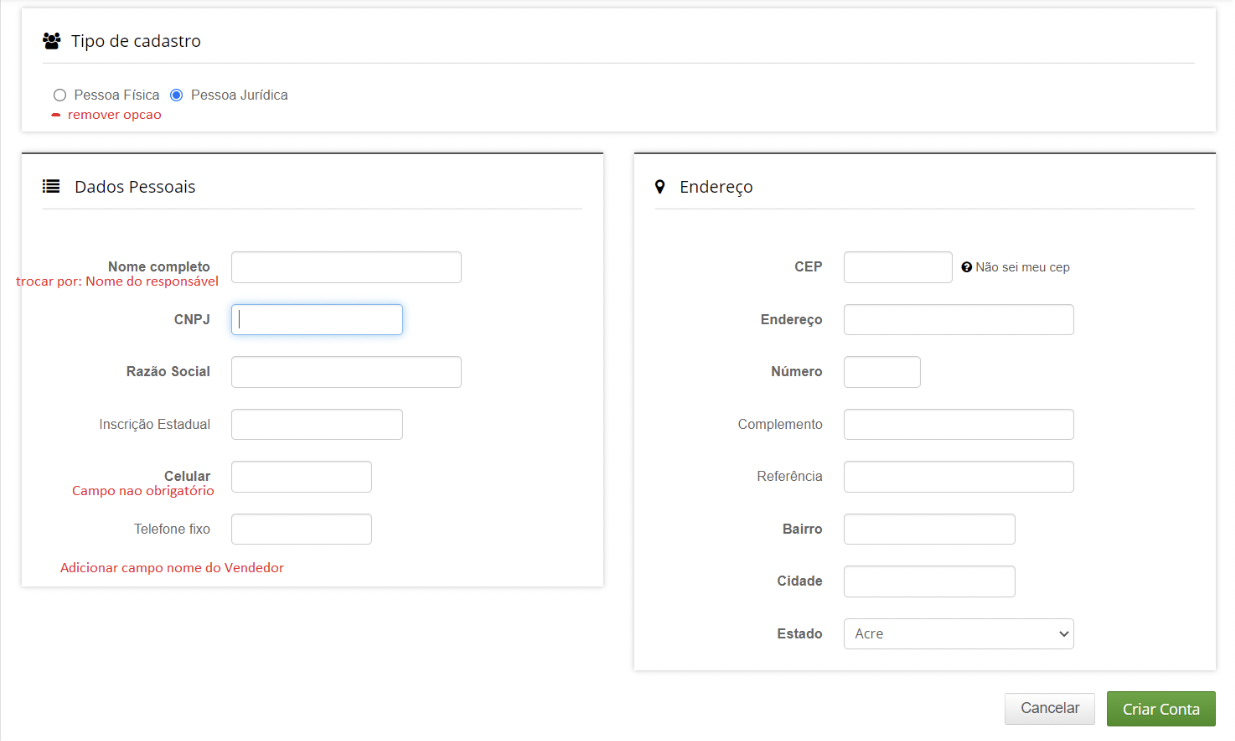 Tipo de cadastro
Pessoa Física Pessoa Jurídica
remover opcao
Dados Pessoais
Nome completo
trocar por: Nome do responsável
CNPJ
Razão Social
Inscrição Estadual
Celular
Campo nao obrigatório
Telefone fixo
Adicionar campo nome do Vendedor
Endereço
CEP Não sei meu cep
Endereço
Número
Complemento
Referência
Bairro
Cidade
Estado Acre
Cancelar Criar Conta